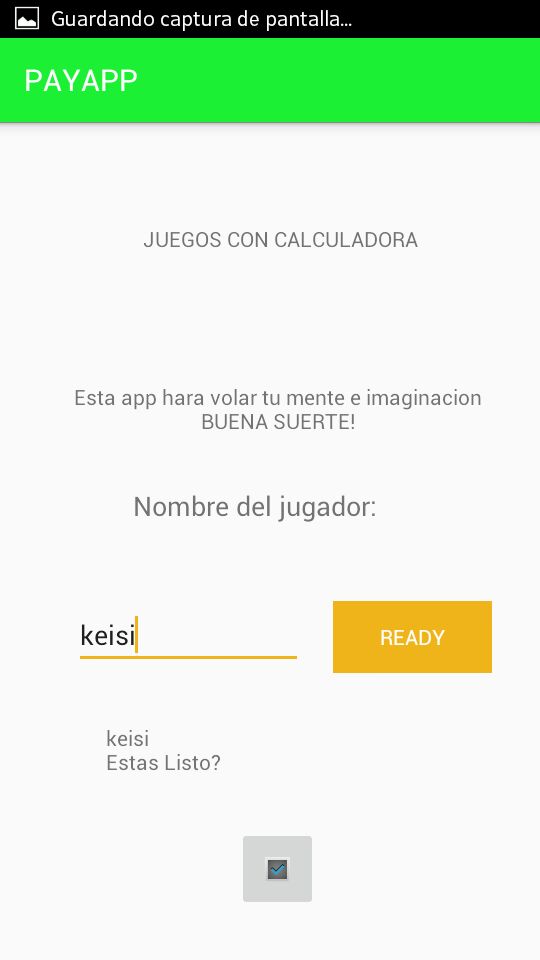 Guardando captura de pantalla...
PAYAPP
JUEGOS CON CALCULADORA
Esta app hara volar tu mente e imaginacion
BUENA SUERTE!
Nombre del jugador:
keisi
READY
keisi
Estas Listo?